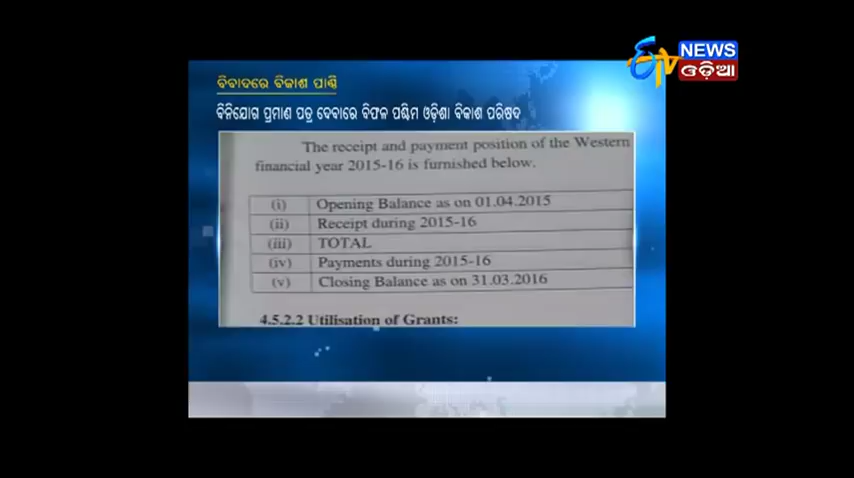 ETV NEWS
ଓଡ଼ିଆ
ବିବାଦରେ ବିକାଶ ପାଣ୍ଠି
ବିନିଯୋଗ ପ୍ରମାଣ ପତ୍ର ଦେବାରେ ବିଫଳ ପଶ୍ଚିମ ଓଡ଼ିଶା ବିକାଶ ପରିଷଦ
The receipt and payment position of the Western
financial year 2015-16 is furnished below.
(i) Opening Balance as on 01.04.2015
(ii) Receipt during 2015-16
(iii) TOTAL
(iv) Payments during 2015-16
(v) Closing Balance as on 31.03.2016
4.5.2.2 Utilisation of Grants: